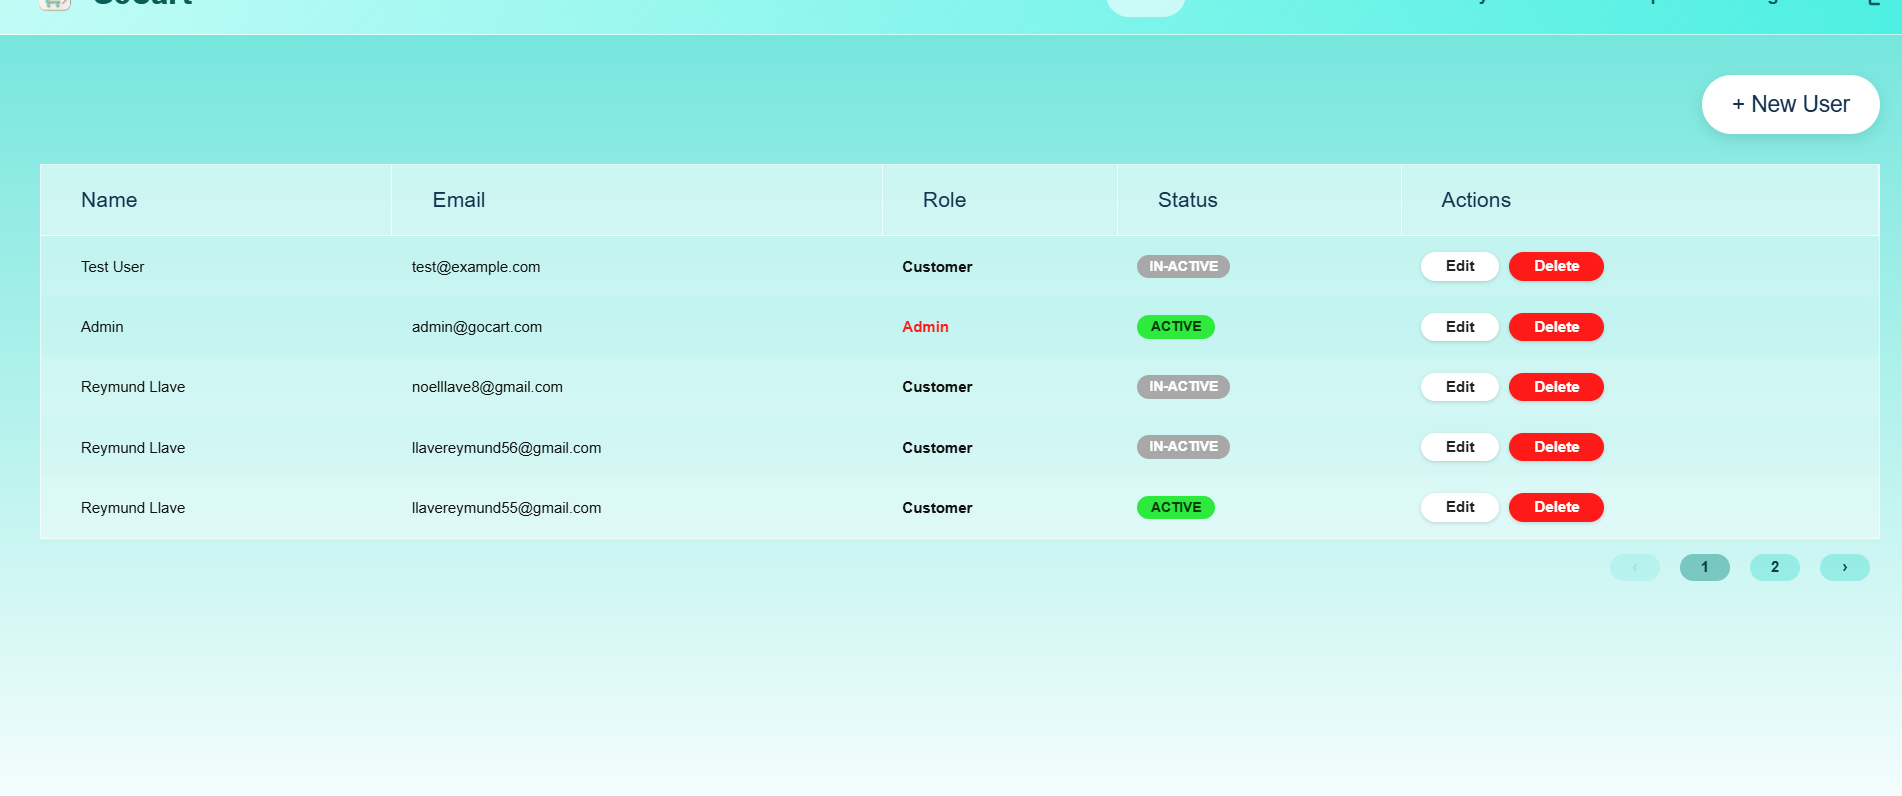 GoCart
+ New User
Name Email Role Status Actions
Test User test@example.com Customer IN-ACTIVE Edit Delete
Admin admin@gocart.com Admin ACTIVE Edit Delete
Reymund Llave noelllave8@gmail.com Customer IN-ACTIVE Edit Delete
Reymund Llave llavereymund56@gmail.com Customer IN-ACTIVE Edit Delete
Reymund Llave llavereymund55@gmail.com Customer ACTIVE Edit Delete
‹ 1 2 ›